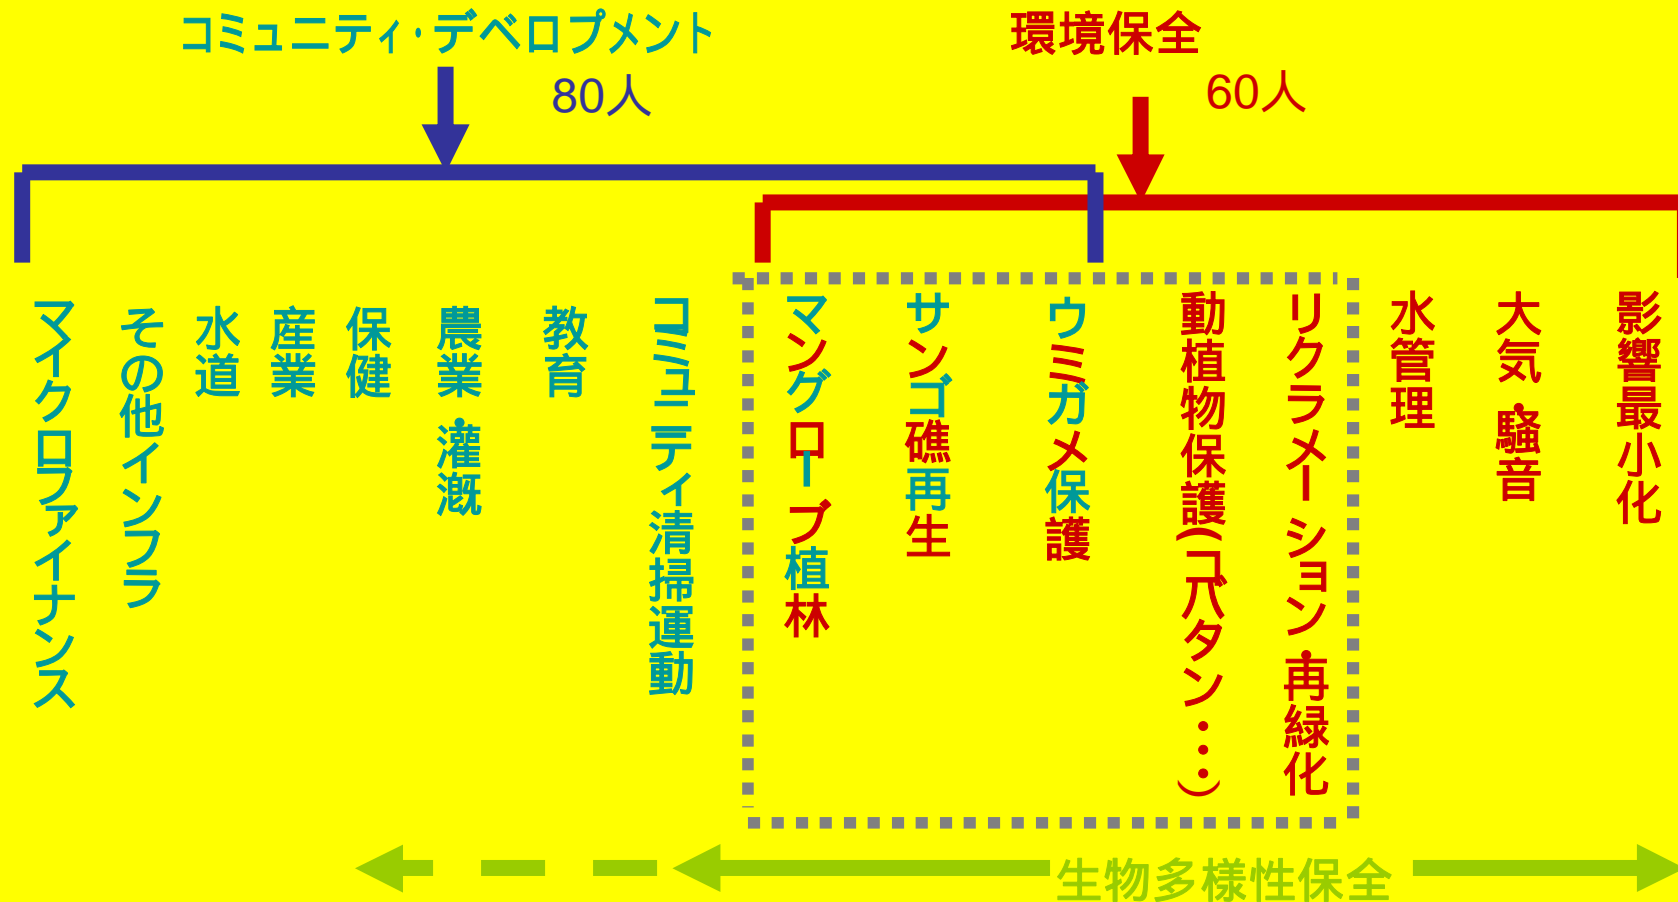 コミュニティ・デベロプメント
環境保全
80人
60人
マイクロファイナンス
その他インフラ
水道
産業
保健
農業・灌漑
教育
コミュニティ清掃運動
マングローブ植林
サンゴ礁再生
ウミガメ保護
動植物保護(コバタン・・・)
リクラメーション・再緑化
水管理
大気・騒音
影響最小化
生物多様性保全